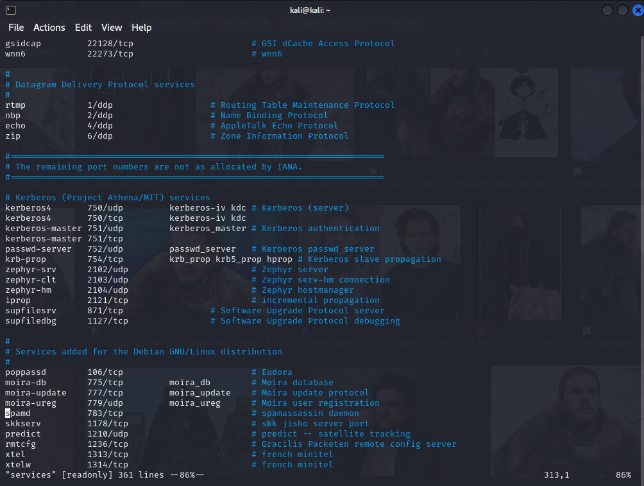 kali@kali: ~
File Actions Edit View Help
gsidcap 22128/tcp # GSI dCache Access Protocol
wnn6 22273/tcp # wnn6
#
# Datagram Delivery Protocol services
#
rtmp 1/ddp # Routing Table Maintenance Protocol
nbp 2/ddp # Name Binding Protocol
echo 4/ddp # AppleTalk Echo Protocol
zip 6/ddp # Zone Information Protocol
#=========================================================================
# The remaining port numbers are not as allocated by IANA.
#=========================================================================
# Kerberos (Project Athena/MIT) services
kerberos4 750/udp kerberos-iv kdc # Kerberos (server)
kerberos4 750/tcp kerberos-iv kdc
kerberos-master 751/udp kerberos_master # Kerberos authentication
kerberos-master 751/tcp
passwd-server 752/udp passwd_server # Kerberos passwd server
krb-prop 754/tcp krb_prop krb5_prop hprop # Kerberos slave propagation
zephyr-srv 2102/udp # Zephyr server
zephyr-clt 2103/udp # Zephyr serv-hm connection
zephyr-hm 2104/udp # Zephyr hostmanager
iprop 2121/tcp # incremental propagation
supfilesrv 871/tcp # Software Upgrade Protocol server
supfiledbg 1127/tcp # Software Upgrade Protocol debugging
#
# Services added for the Debian GNU/Linux distribution
#
poppassd 106/tcp # Eudora
moira-db 775/tcp moira_db # Moira database
moira-update 777/tcp moira_update # Moira update protocol
moira-ureg 779/udp moira_ureg # Moira user registration
spamd 783/tcp # spamassassin daemon
skkserv 1178/tcp # skk jisho server port
predict 1210/udp # predict -- satellite tracking
rmtcfg 1236/tcp # Gracilis Packeten remote config server
xtel 1313/tcp # french minitel
xtelw 1314/tcp # french minitel
"services" [readonly] 361 lines --86%-- 313,1 86%